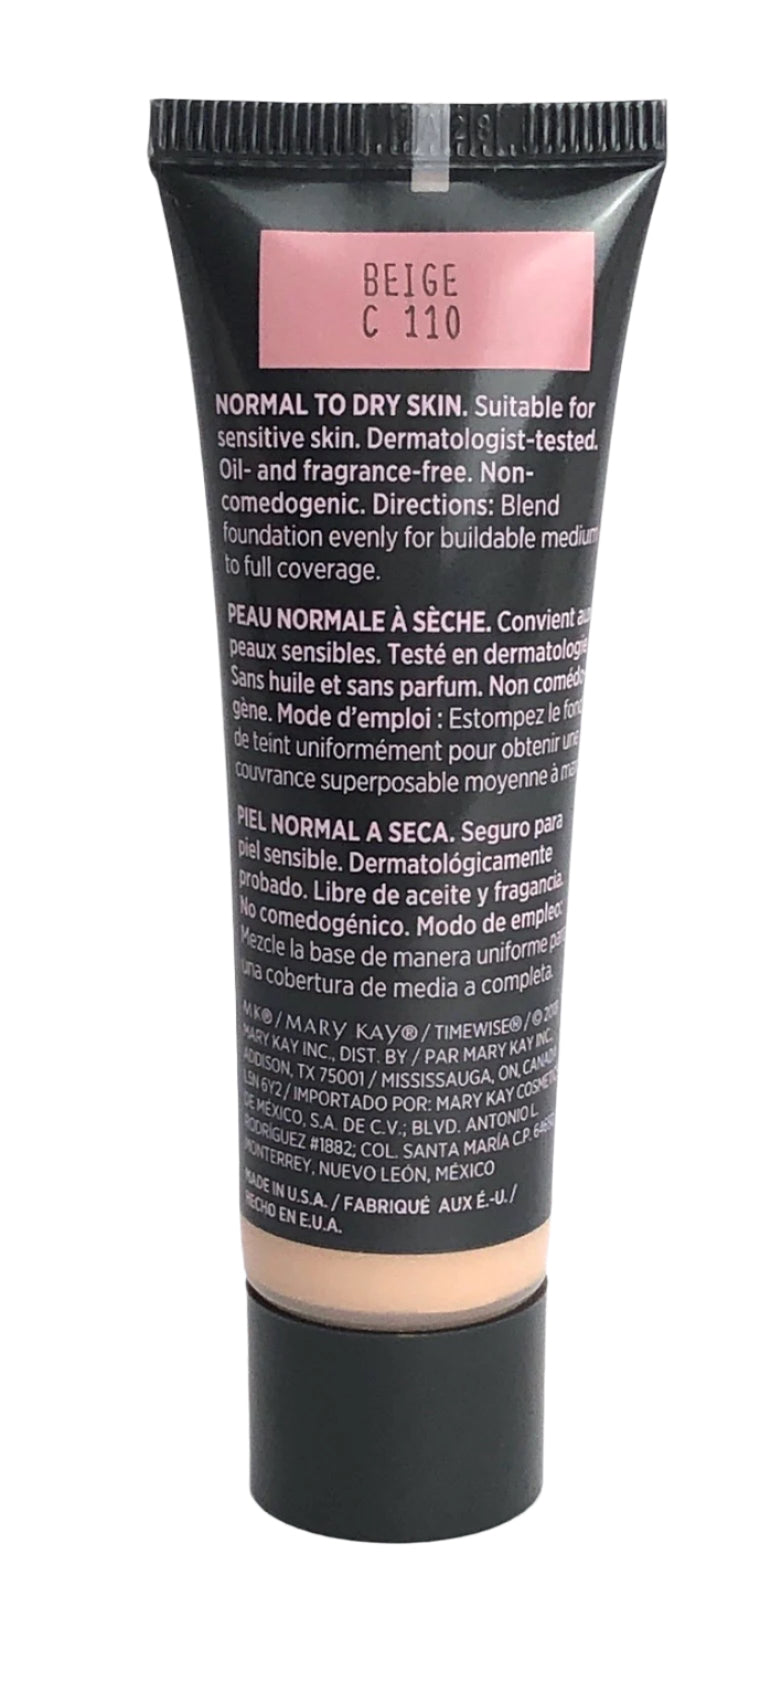 BEIGE
C 110
NORMAL TO DRY SKIN. Suitable for
sensitive skin. Dermatologist-tested.
Oil- and fragrance-free. Non-
comedogenic. Directions: Blend
foundation evenly for buildable medium
to full coverage.
PEAU NORMALE À SÈCHE. Convient
peaux sensibles. Testé en dermatologie
Sans huile et sans parfum. Non comédo-
gène. Mode d'emploi : Estompez le fond
de teint uniformément pour obtenir une
couvrance superposable moyenne à
PIEL NORMAL A SECA. Seguro para
piel sensible. Dermatológicamente
probado. Libre de aceite y fragancia.
No comedogénico. Modo de empleo:
Mezcle la base de manera uniforme para
una cobertura de media a completa.
MK® / MARY KAY® / TIMEWISE® / ©
MARY KAY INC., DIST. BY / PAR MARY KAY INC.,
ADDISON, TX 75001 / MISSISSAUGA, ON, CANADA
L5N 6Y2 / IMPORTADO POR: MARY KAY COSMETICS
DE MÉXICO, S.A. DE C.V.; BLVD. ANTONIO L.
RODRÍGUEZ #1882; COL. SANTA MARÍA C.P.
MONTERREY, NUEVO LEÓN, MÉXICO
MADE IN U.S.A. / FABRIQUÉ AUX É.-U. /
HECHO EN E.U.A.